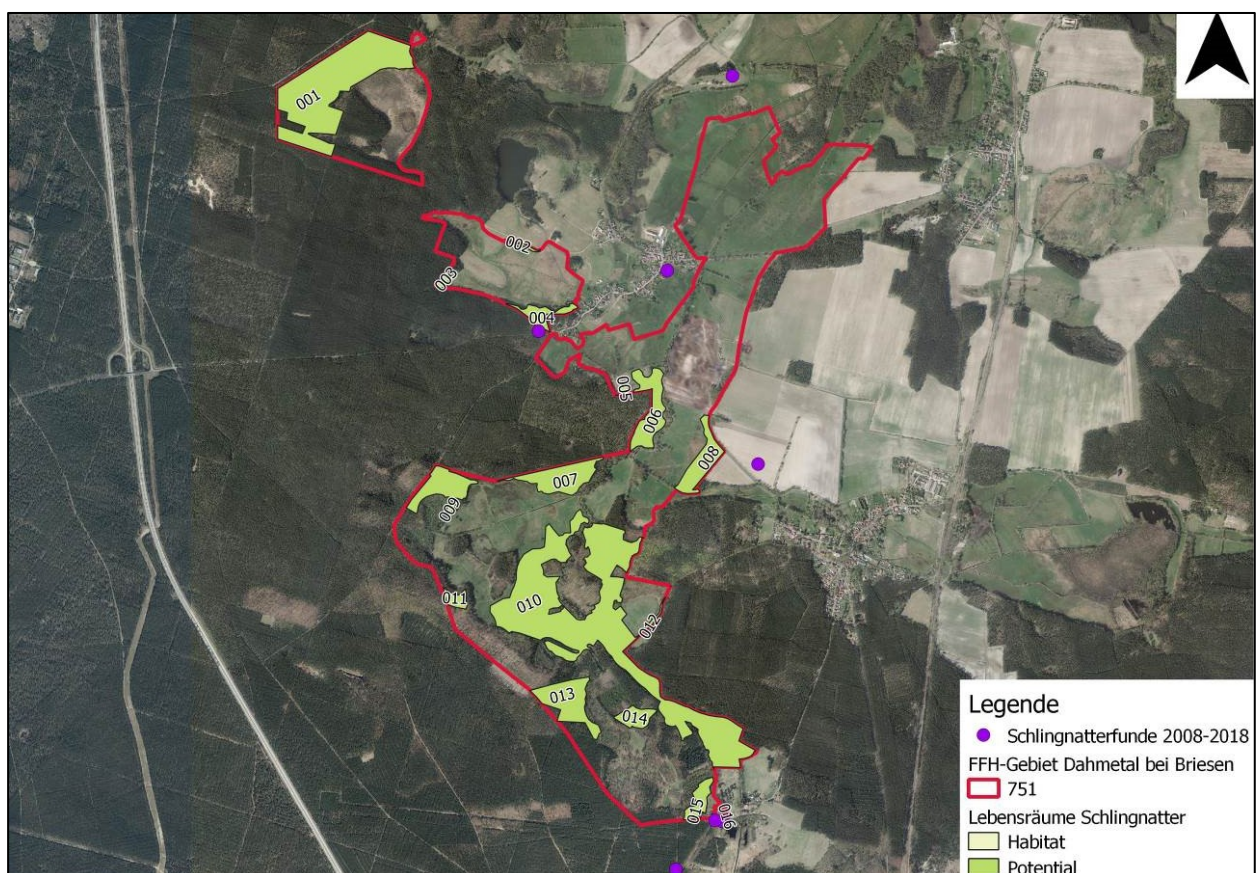 001
002
003
004
005
006
007
008
009
010
011
012
013
014
015
016
Legende
Schlingnatterfunde 2008-2018
FFH-Gebiet Dahmetal bei Briesen
751
Lebensräume Schlingnatter
Habitat
Potential